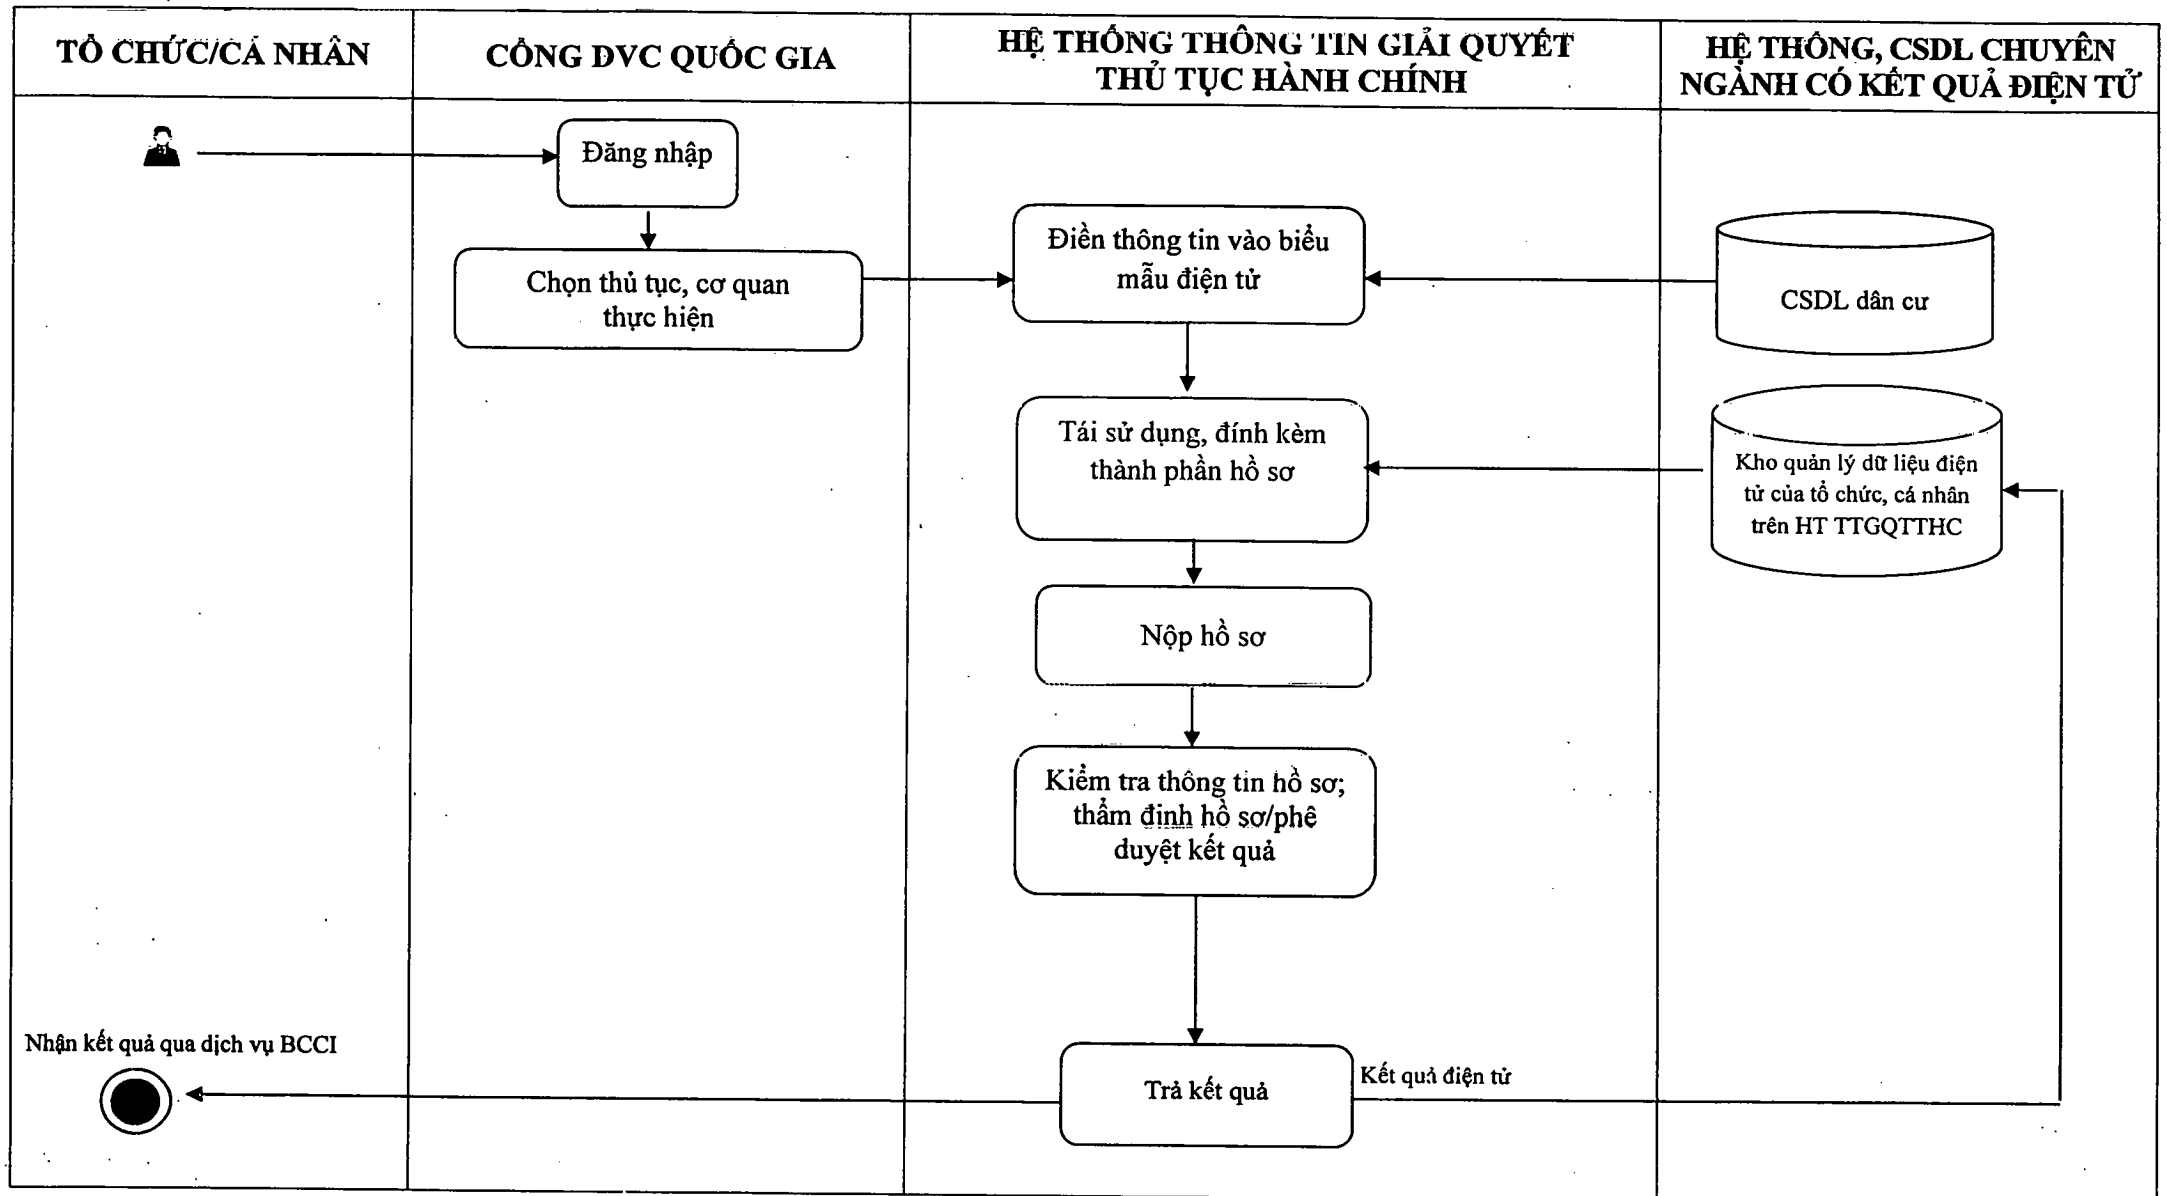 TỔ CHỨC/CÁ NHÂN
CỔNG DVC QUỐC GIA
HỆ THỐNG THÔNG TIN GIẢI QUYẾT
THỦ TỤC HÀNH CHÍNH
HỆ THỐNG, CSDL CHUYÊN
NGÀNH CÓ KẾT QUẢ ĐIỆN TỬ
Đăng nhập
Chọn thủ tục, cơ quan
thực hiện
Điền thông tin vào biểu
mẫu điện tử
CSDL dân cư
Tái sử dụng, đính kèm
thành phần hồ sơ
Kho quản lý dữ liệu điện
tử của tổ chức, cá nhân
trên HT TTGQTTHC
Nộp hồ sơ
Kiểm tra thông tin hồ sơ;
thẩm định hồ sơ/phê
duyệt kết quả
Nhận kết quả qua dịch vụ BCCI
Trả kết quả
Kết quả điện tử